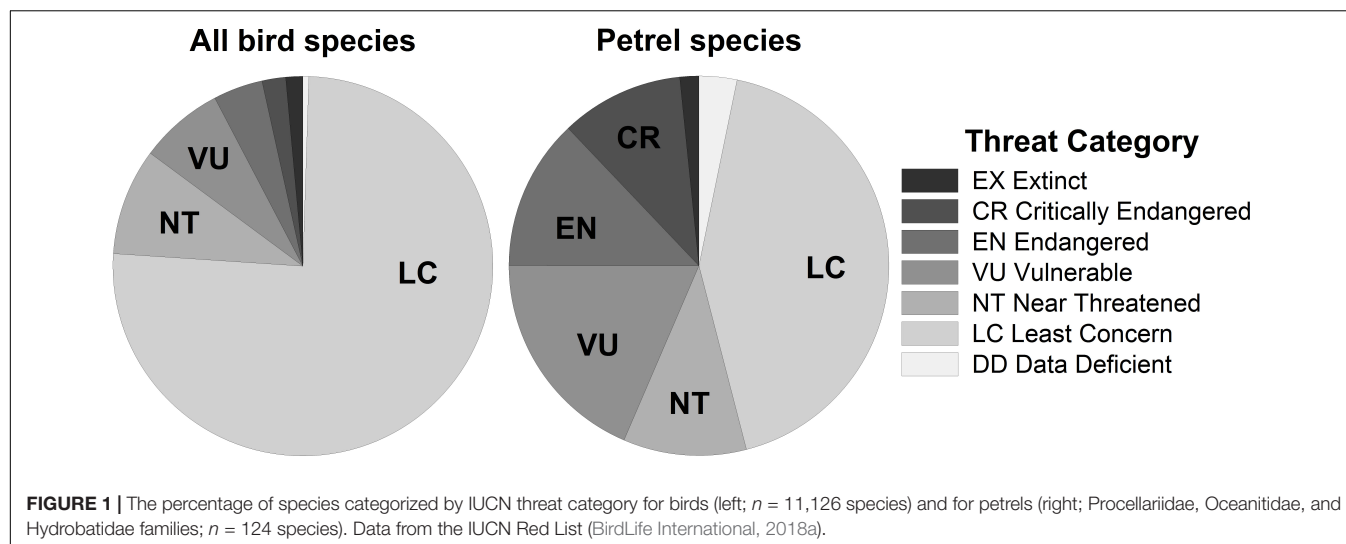 All bird species
Petrel species
VU
NT
LC
CR
EN
LC
VU
NT
Threat Category
EX Extinct
CR Critically Endangered
EN Endangered
VU Vulnerable
NT Near Threatened
LC Least Concern
DD Data Deficient
FIGURE 1 | The percentage of species categorized by IUCN threat category for birds (left; n = 11,126 species) and for petrels (right; Procellariidae, Oceanitidae, and
Hydrobatidae families; n = 124 species). Data from the IUCN Red List (BirdLife International, 2018a).